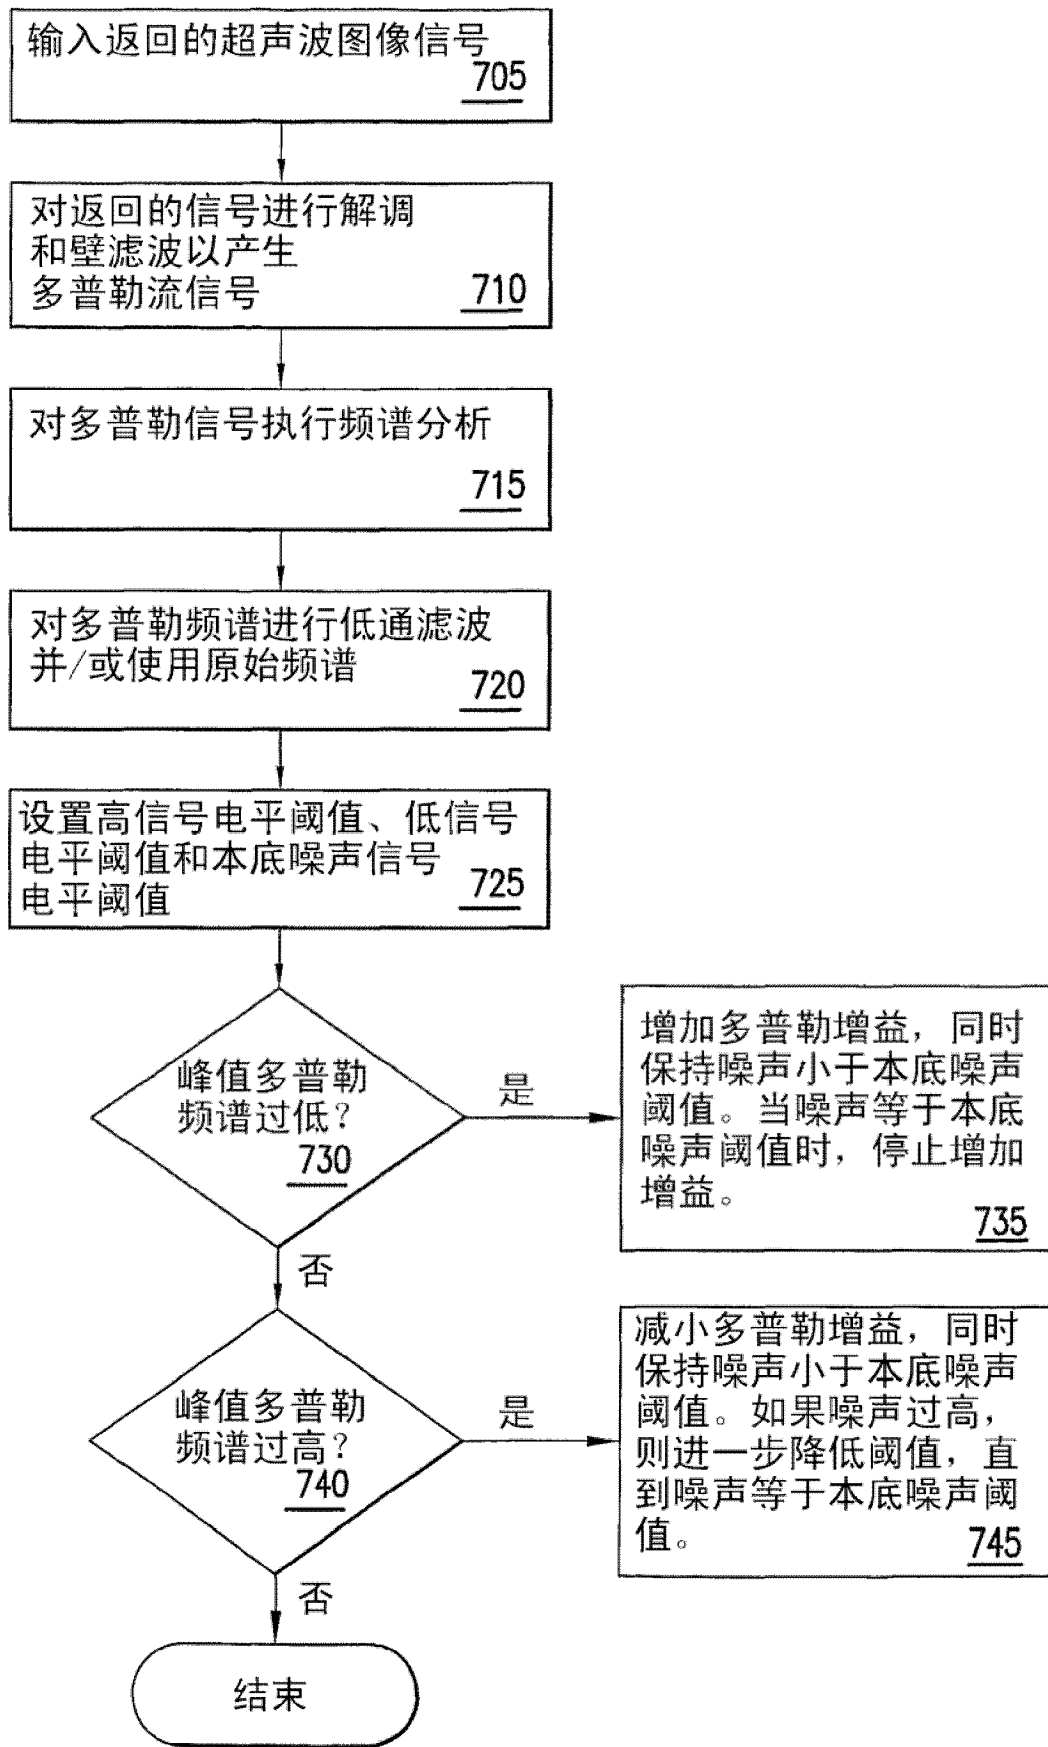 输入返回的超声波图像信号
705
对返回的信号进行解调
和壁滤波以产生
多普勒流信号
710
对多普勒信号执行频谱分析
715
对多普勒频谱进行低通滤波
并/或使用原始频谱
720
设置高信号电平阈值、低信号
电平阈值和本底噪声信号
电平阈值
725
峰值多普勒
频谱过低?
730
是
增加多普勒增益，同时
保持噪声小于本底噪声
阈值。当噪声等于本底
噪声阈值时，停止增加
增益。
735
否
峰值多普勒
频谱过高?
740
是
减小多普勒增益，同时
保持噪声小于本底噪声
阈值。如果噪声过高，
则进一步降低阈值，直
到噪声等于本底噪声阈
值。
745
否
结束